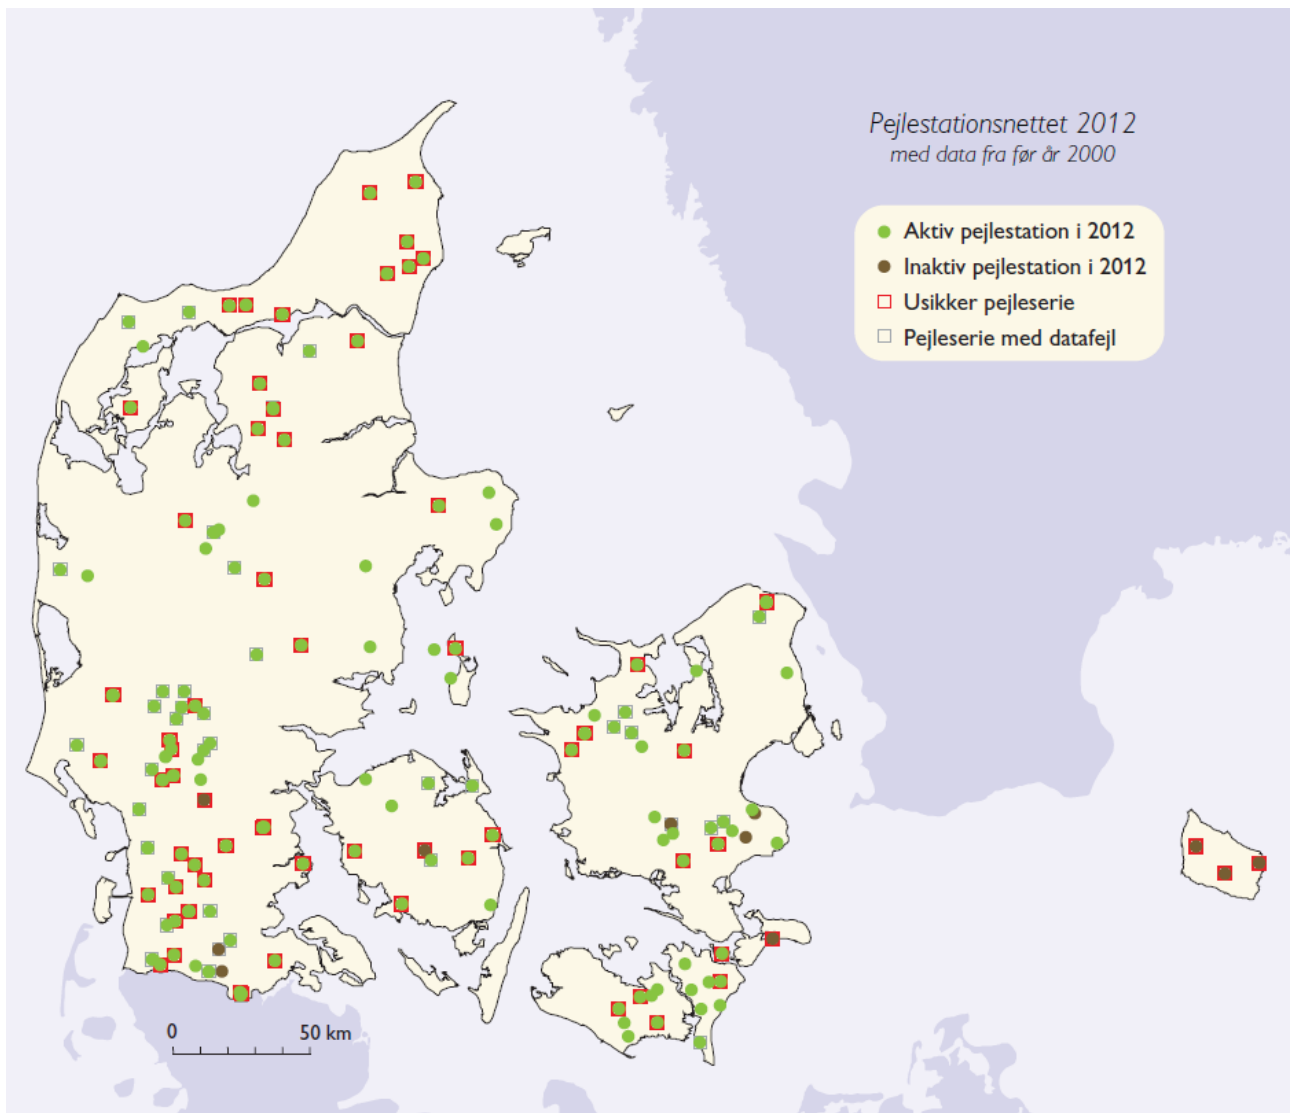 Pejlestationsnettet 2012
med data fra før år 2000
Aktiv pejlestation i 2012
Inaktiv pejlestation i 2012
Usikker pejleserie
Pejleserie med datafejl
0 50 km